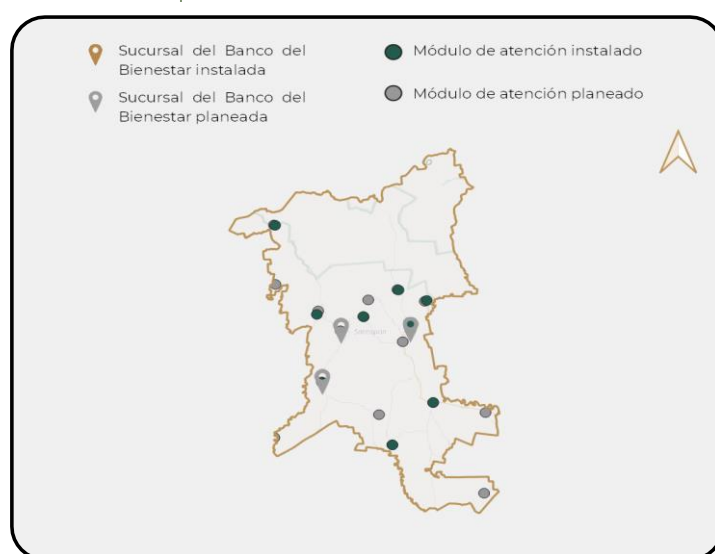 Sucursal del Banco del
Bienestar instalada
Sucursal del Banco del
Bienestar planeada
Módulo de atención instalado
Módulo de atención planeado